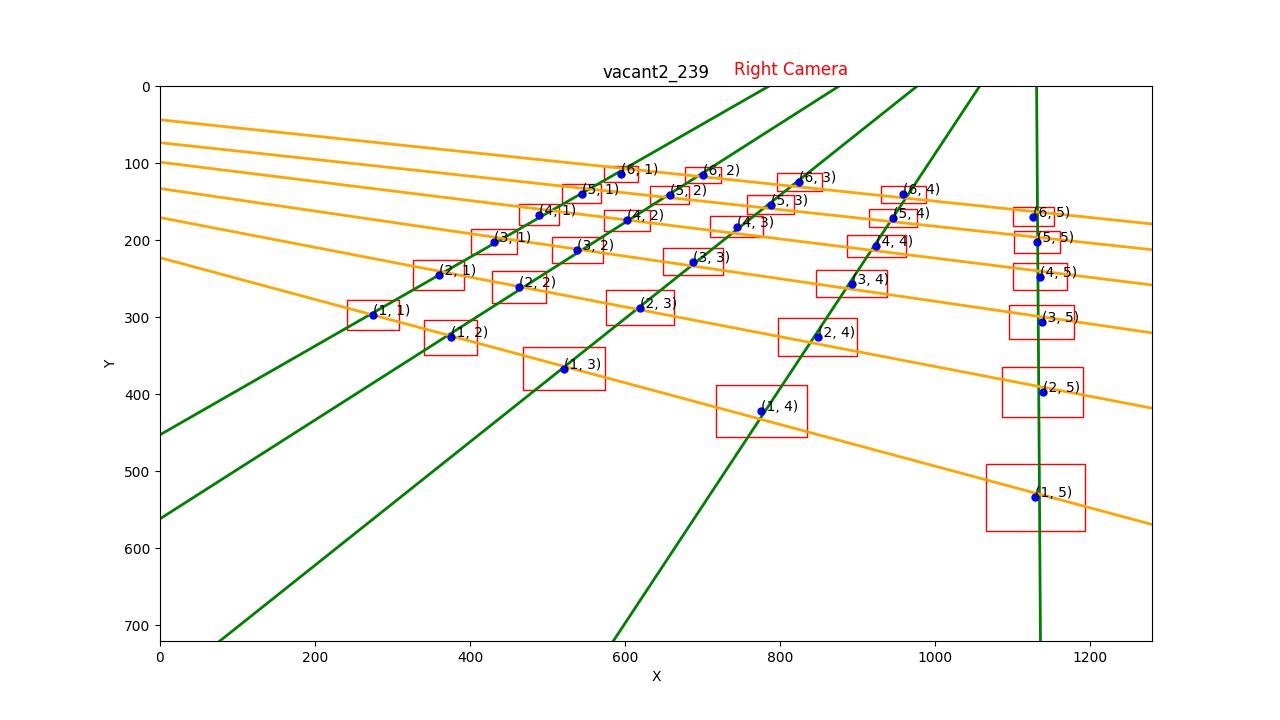 vacant2_239 Right Camera
0
100
200
300
400
500
600
700
Y
(6, 1) (6, 2) (6, 3) (6, 4) (6, 5)
(5, 1) (5, 2) (5, 3) (5, 4) (5, 5)
(4, 1) (4, 2) (4, 3) (4, 4) (4, 5)
(3, 1) (3, 2) (3, 3) (3, 4) (3, 5)
(2, 1) (2, 2) (2, 3) (2, 4) (2, 5)
(1, 1) (1, 2) (1, 3) (1, 4) (1, 5)
0 200 400 600 800 1000 1200
X